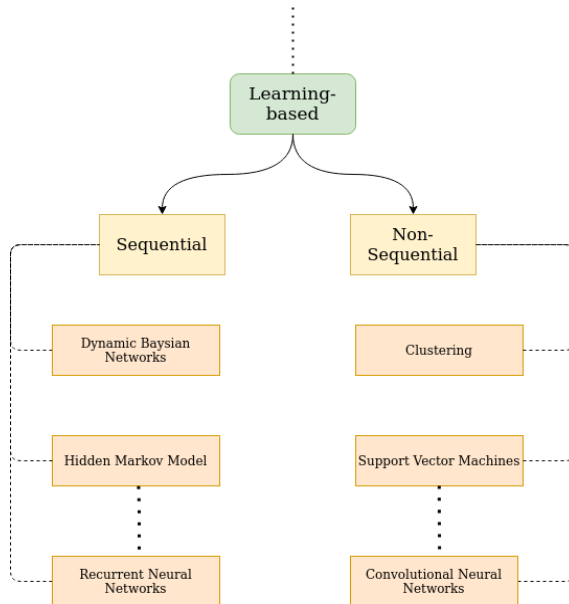 Learning-
based
Sequential
Non-
Sequential
Dynamic Baysian
Networks
Clustering
Hidden Markov Model
Support Vector Machines
Recurrent Neural
Networks
Convolutional Neural
Networks